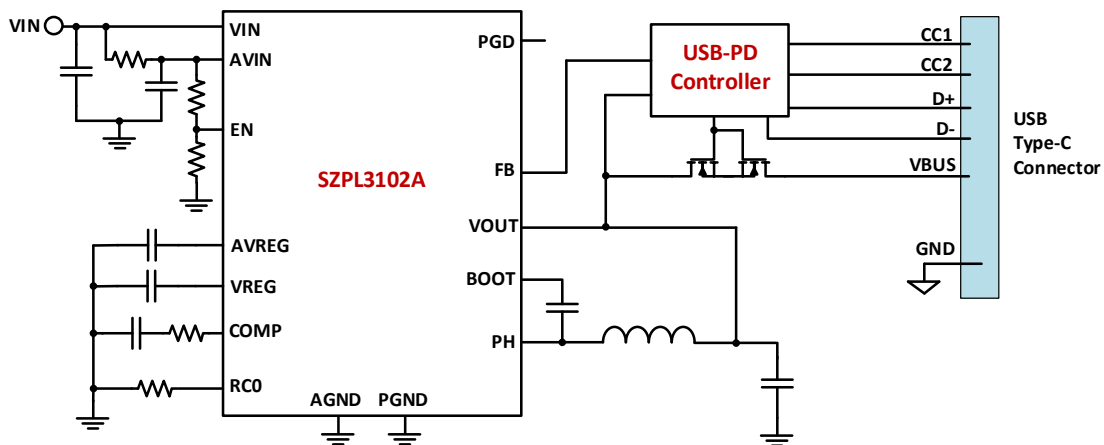 VIN
VIN
AVIN
EN
AVREG
VREG
COMP
RC0
SZPL3102A
AGND
PGND
PGD
FB
VOUT
BOOT
PH
USB-PD
Controller
CC1
CC2
D+
D-
VBUS
GND
USB
Type-C
Connector